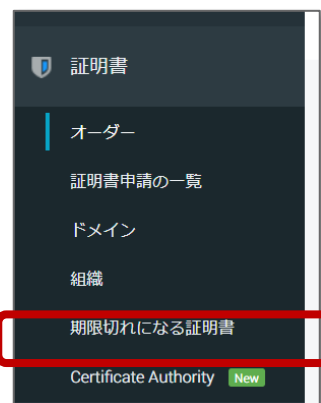 証明書
オーダー
証明書申請の一覧
ドメイン
組織
期限切れになる証明書
Certificate Authority New